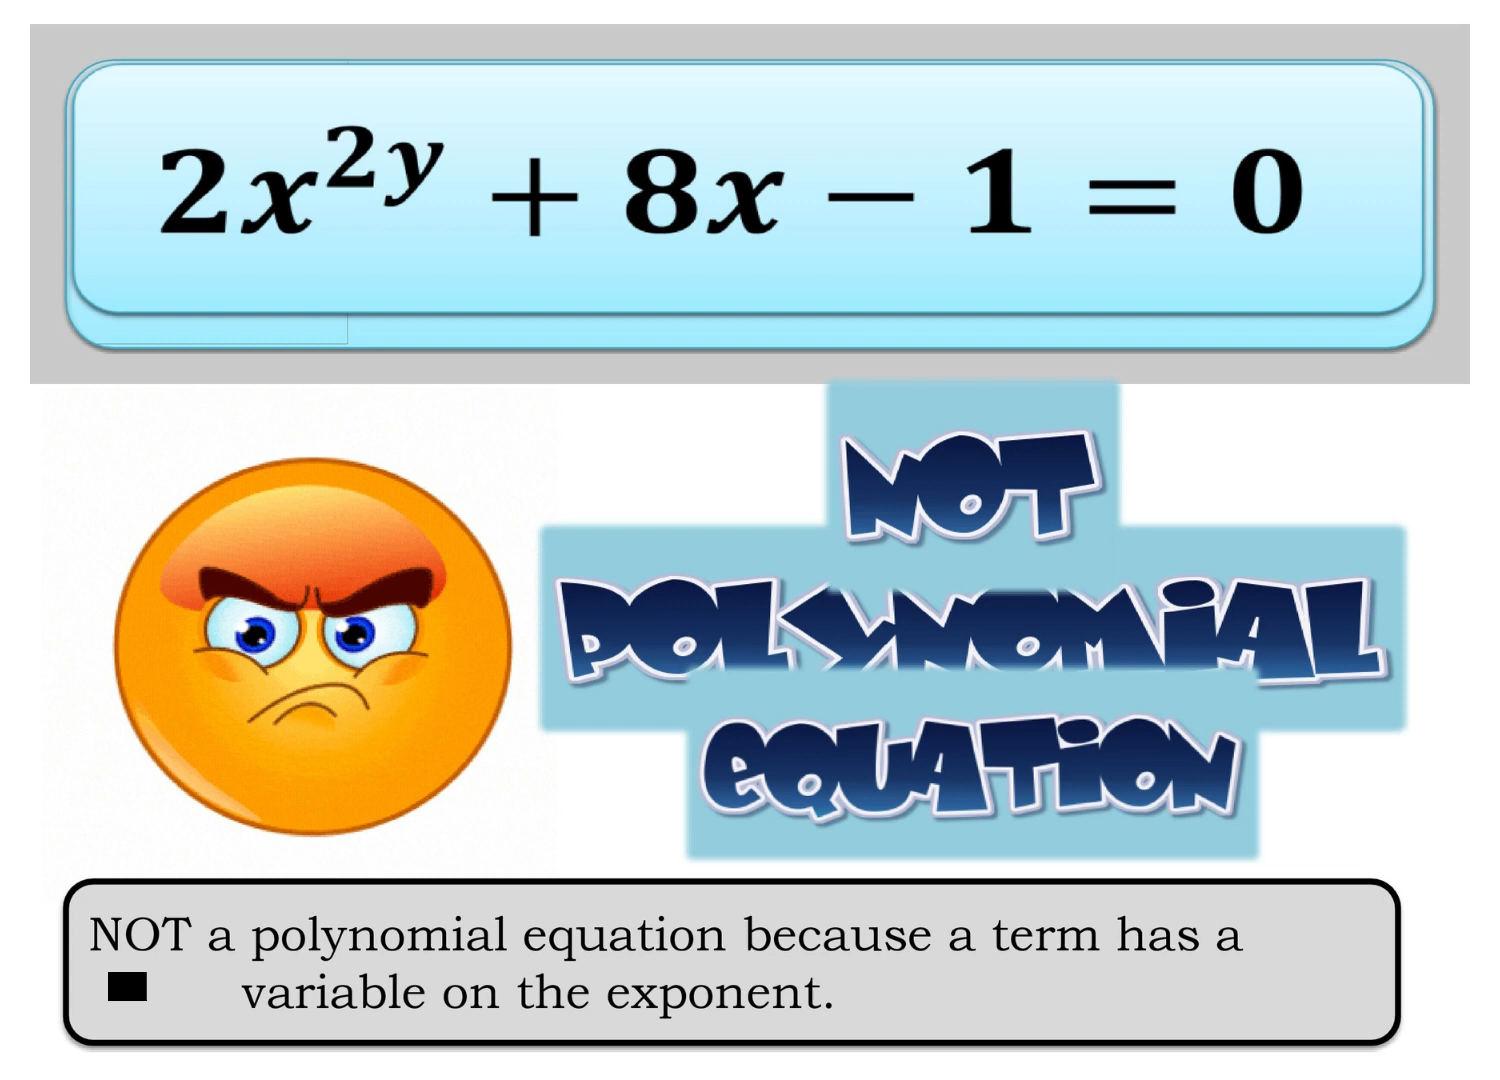 2x^{2y} + 8x − 1 = 0
NOT
POLYNOMiAL
eQUATiON
NOT a polynomial equation because a term has a
variable on the exponent.